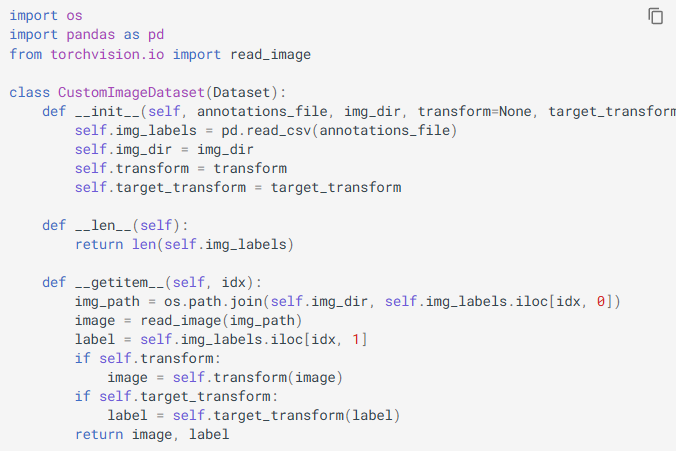 import os
import pandas as pd
from torchvision.io import read_image

class CustomImageDataset(Dataset):
    def __init__(self, annotations_file, img_dir, transform=None, target_transform
        self.img_labels = pd.read_csv(annotations_file)
        self.img_dir = img_dir
        self.transform = transform
        self.target_transform = target_transform

    def __len__(self):
        return len(self.img_labels)

    def __getitem__(self, idx):
        img_path = os.path.join(self.img_dir, self.img_labels.iloc[idx, 0])
        image = read_image(img_path)
        label = self.img_labels.iloc[idx, 1]
        if self.transform:
            image = self.transform(image)
        if self.target_transform:
            label = self.target_transform(label)
        return image, label